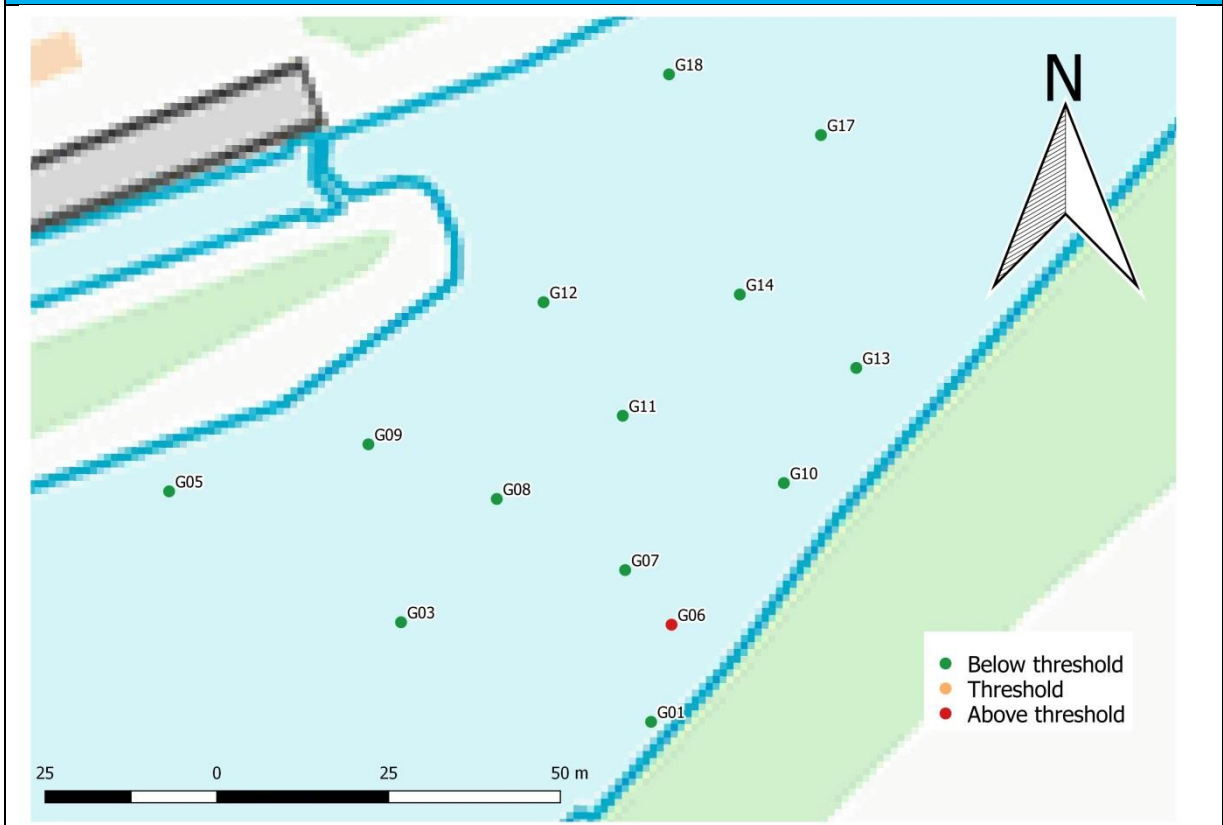 G18
N
G17
G12
G14
G13
G11
G09
G05
G08
G10
G07
G03
G06
Below threshold
Threshold
Above threshold
G01
25 0 25 50 m